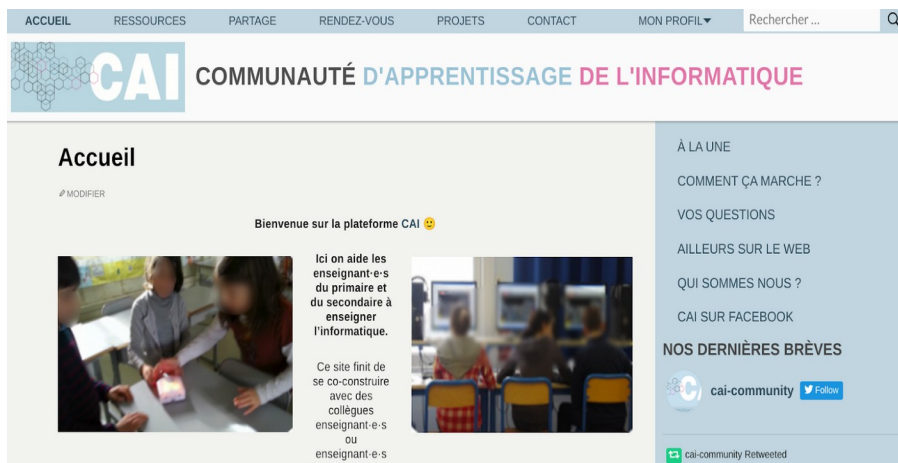 ACCUEIL RESSOURCES PARTAGE RENDEZ-VOUS PROJETS CONTACT MON PROFIL Rechercher ...
CAI COMMUNAUTÉ D'APPRENTISSAGE DE L'INFORMATIQUE
Accueil
MODIFIER
Bienvenue sur la plateforme CAI 🙂
Ici on aide les
enseignant·e·s
du primaire et
du secondaire à
enseigner
l'informatique.
Ce site finit de
se co-construire
avec des
collègues
enseignant·e·s
ou
enseignant·e·s
À LA UNE
COMMENT ÇA MARCHE ?
VOS QUESTIONS
AILLEURS SUR LE WEB
QUI SOMMES NOUS ?
CAI SUR FACEBOOK
NOS DERNIÈRES BRÈVES
cai-community Follow
cai-community Retweeted